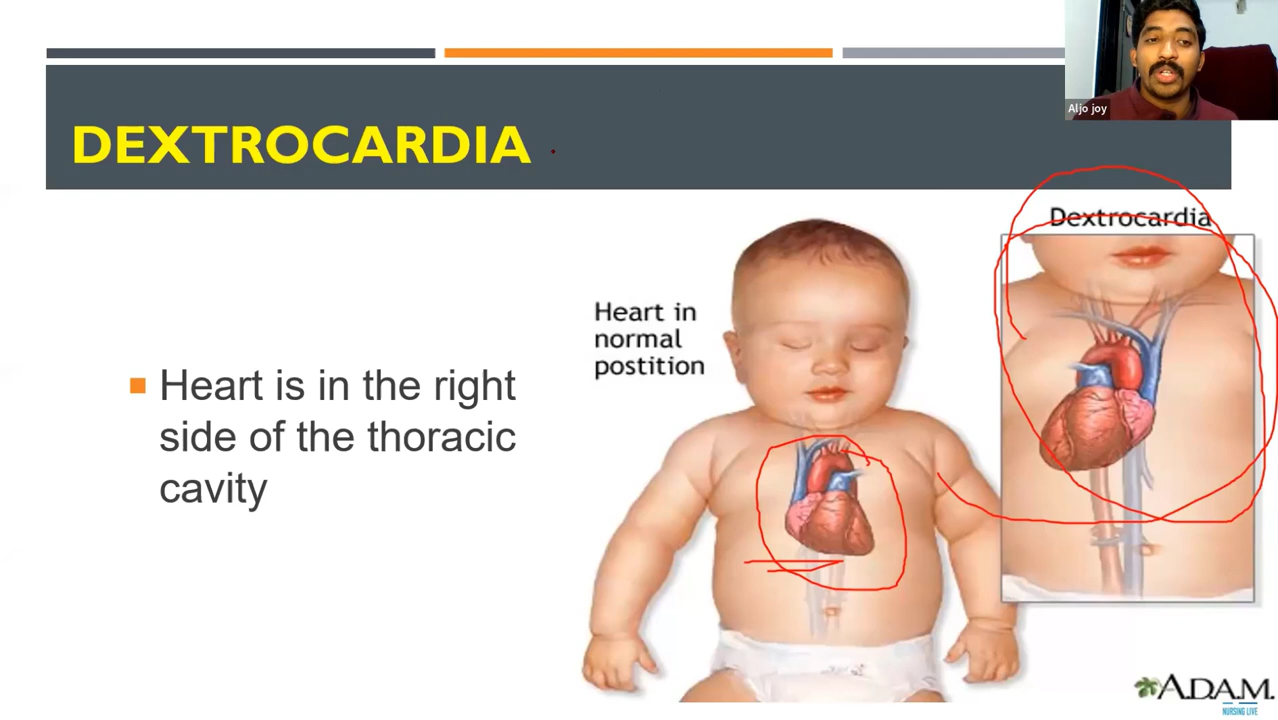 Aljo joy
DEXTROCARDIA
Dextrocardia
Heart in
normal
postition
Heart is in the right
side of the thoracic
cavity
A.D.A.M.
NURSING LIVE